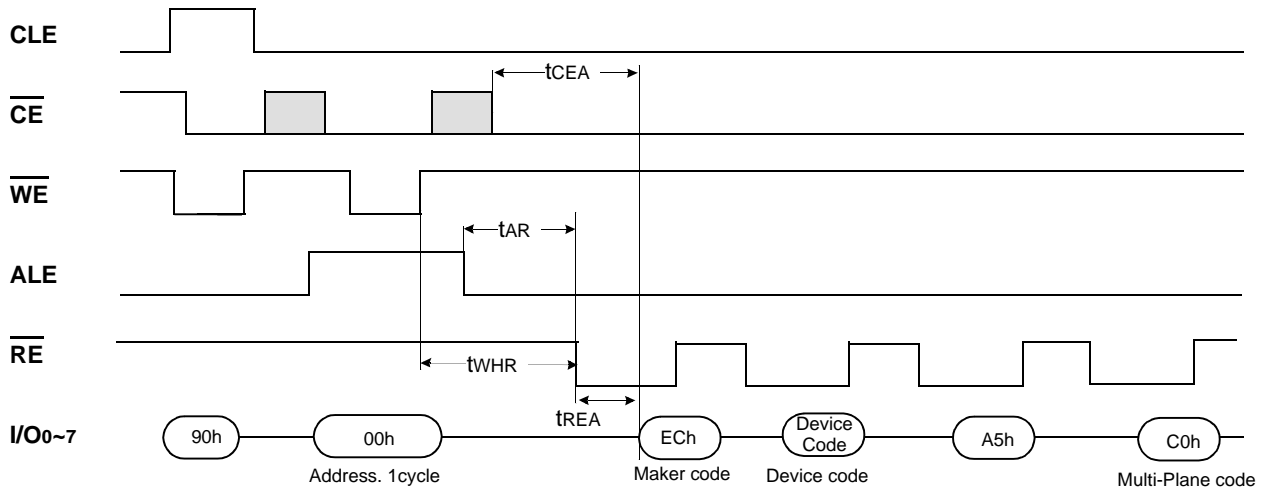 CLE
tCEA
CE
WE
tAR
ALE
RE
tWHR
tREA
I/O0~7
90h
00h
ECh
Device
Code
A5h
C0h
Address. 1cycle
Maker code
Device code
Multi-Plane code